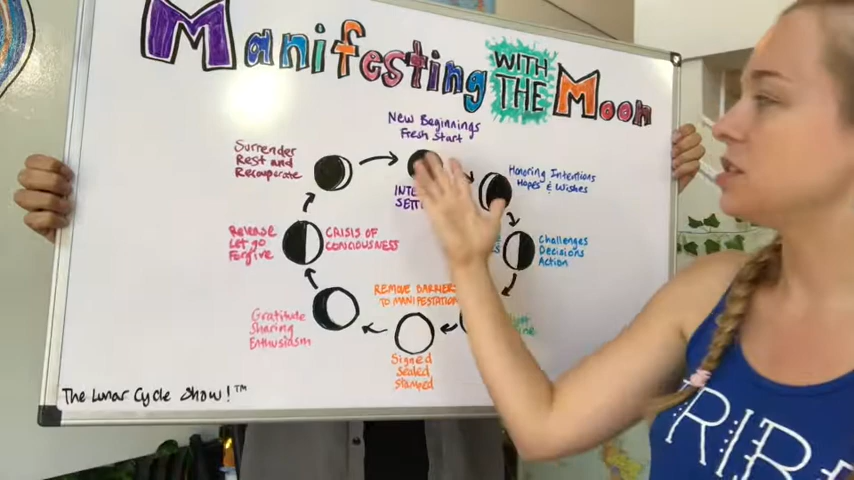 Manifesting WITH THE Moon
New Beginnings
Fresh Start
Surrender
Rest and
Recuperate
Honoring Intentions
Hopes & Wishes
Release
Let go
Forgive
CRISIS OF
CONSCIOUSNESS
Challenges
Decisions
Action
REMOVE
TO MANIFESTATION
Gratitude
Sharing
Enthusiasm
Signed
Sealed
Stamped
The Lunar Cycle Show!™
TRIBE